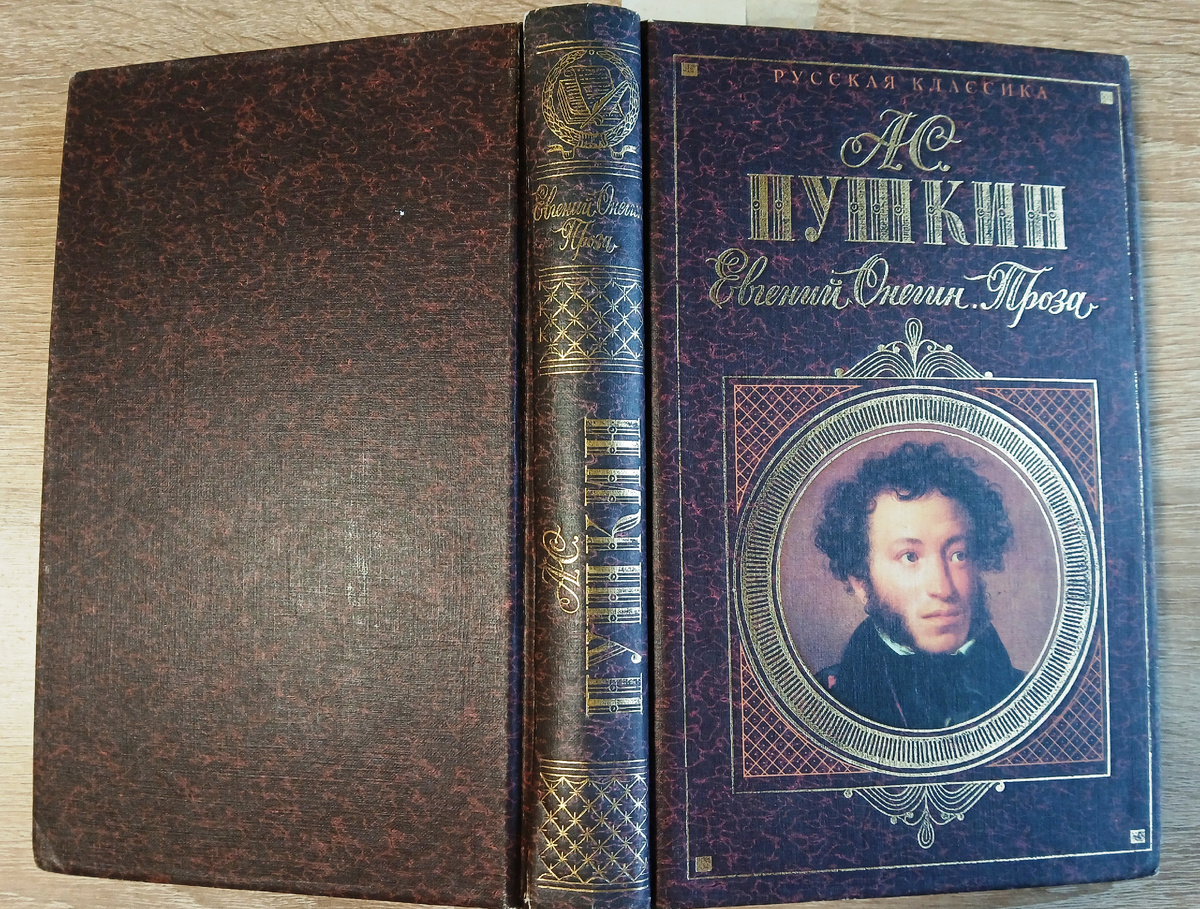 Евгений Онегин
Проза
А.С.
ПУШКИН
РУССКАЯ КЛАССИКА
А.С.
ПУШКИН
Евгений Онегин. Проза